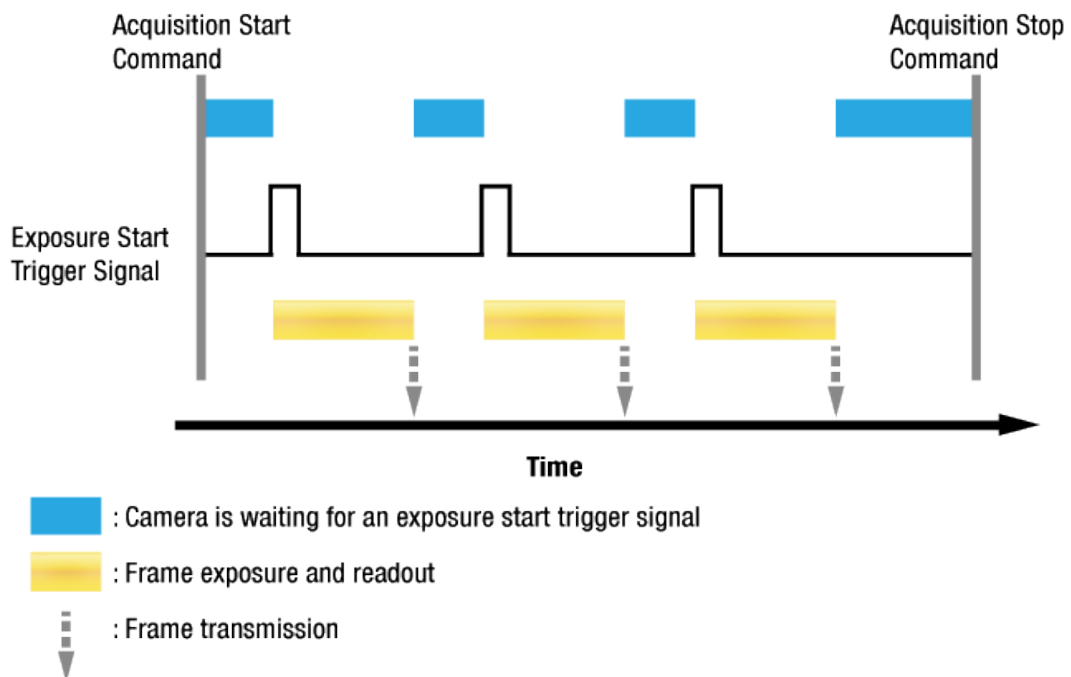 Acquisition Start
Command
Acquisition Stop
Command
Exposure Start
Trigger Signal
Time
: Camera is waiting for an exposure start trigger signal
: Frame exposure and readout
: Frame transmission